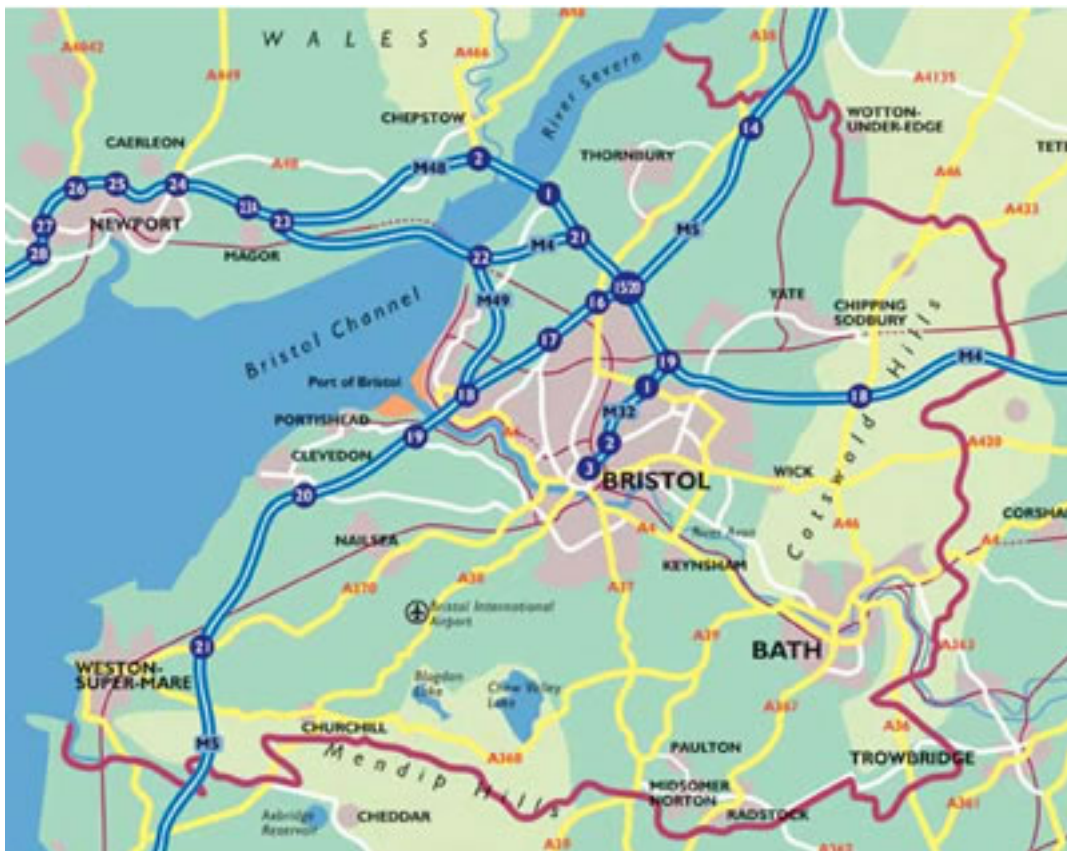 A4042
A449
WALES
A466
A48
A38
A4135
River Severn
CHEPSTOW
WOTTON-
UNDER-EDGE
CAERLEON
14
THORNBURY
A46
A48
M48
2
26
25
24
1
23A
23
A433
27
NEWPORT
28
MAGOR
22
M4
21
M5
M49
16
15/20
YATE
CHIPPING
SODBURY
Bristol Channel
17
19
M4
Port of Bristol
18
1
18
M32
PORTISHEAD
19
A4
2
A420
CLEVEDON
3
BRISTOL
WICK
20
Cotswold Hills
A46
A4
River Avon
A4
NAILSEA
KEYNSHAM
A370
A38
A37
Bristol International
Airport
A39
BATH
A363
21
WESTON-
SUPER-MARE
Blagdon
Lake
Chew Valley
Lake
A367
CHURCHILL
A36
M5
A368
PAULTON
TROWBRIDGE
Mendip Hills
MIDSOMER
NORTON
RADSTOCK
A361
Axbridge
Reservoir
CHEDDAR
A39
A362